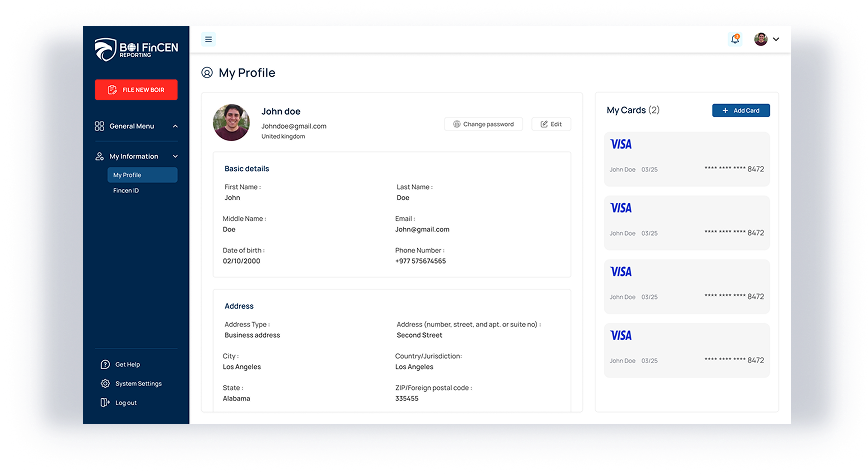 BOI FinCEN
REPORTING
FILE NEW BOIR
General Menu
My Information
My Profile
Fincen ID
Get Help
System Settings
Log out
My Profile
John doe
Johndoe@gmail.com
United kingdom
Change password
Edit
Basic details
First Name :
Last Name :
John
Doe
Middle Name :
Email :
Doe
John@gmail.com
Date of birth :
Phone Number :
02/10/2000
+977 575674565
Address
Address Type :
Address (number, street, and apt. or suite no) :
Business address
Second Street
City :
Country/Jurisdiction:
Los Angeles
Los Angeles
State :
ZIP/Foreign postal code :
Alabama
335455
My Cards (2)
+ Add Card
VISA
John Doe 03/25 **** **** **** 8472
VISA
John Doe 03/25 **** **** **** 8472
VISA
John Doe 03/25 **** **** **** 8472
VISA
John Doe 03/25 **** **** **** 8472